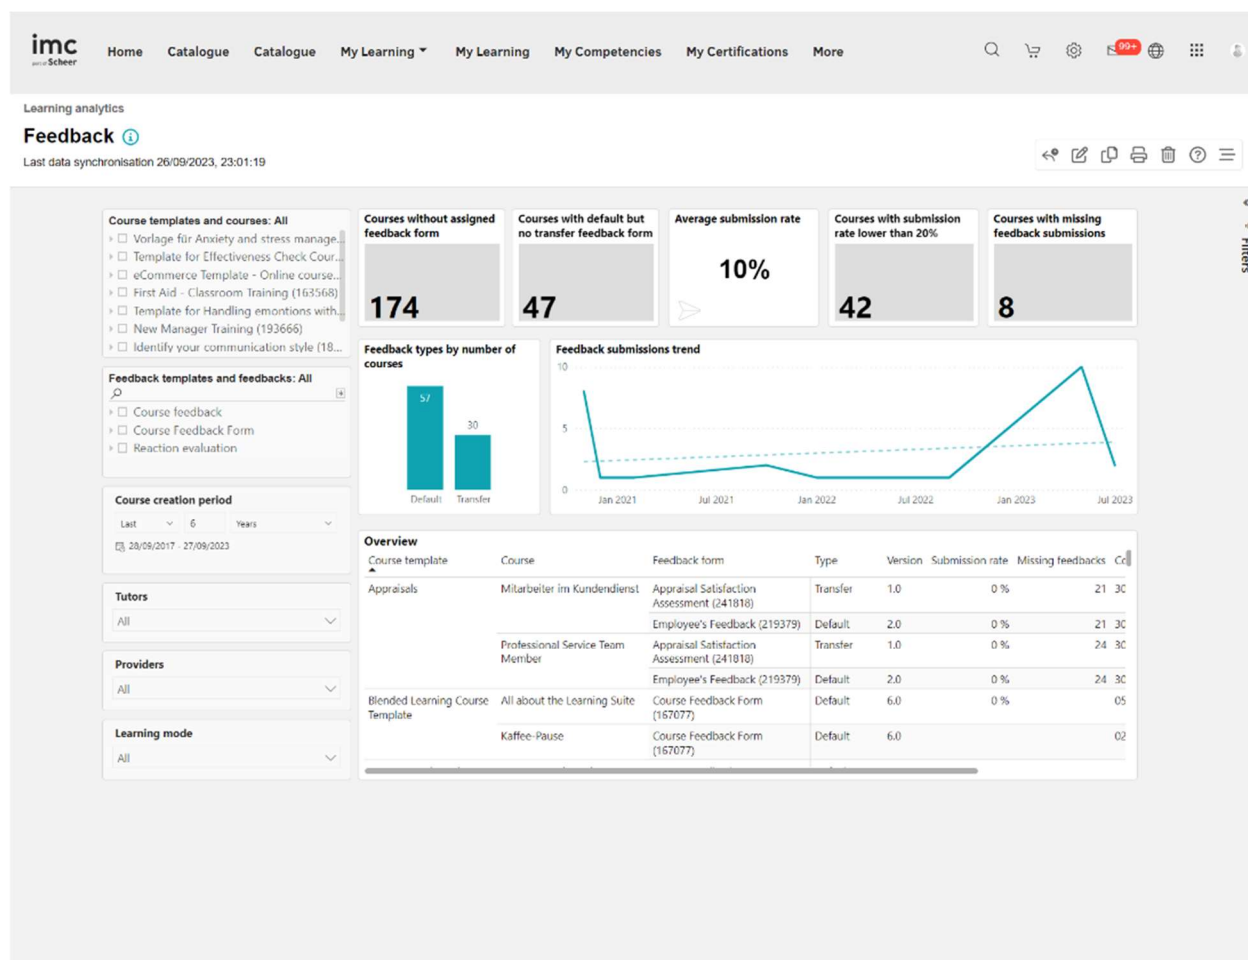 imc
Scheer
Home Catalogue Catalogue My Learning My Learning My Competencies My Certifications More
99+
Learning analytics
Feedback
Last data synchronisation 26/09/2023, 23:01:19
Filters
Course templates and courses: All
Vorlage für Anxiety and stress manage...
Template for Effectiveness Check Cour...
eCommerce Template - Online course...
First Aid - Classroom Training (163568)
Template for Handling emontions with...
New Manager Training (193666)
Identify your communication style (18...
Feedback templates and feedbacks: All
Course feedback
Course Feedback Form
Reaction evaluation
Course creation period
Last 6 Years
28/09/2017 - 27/09/2023
Tutors
All
Providers
All
Learning mode
All
Courses without assigned
feedback form
174
Courses with default but
no transfer feedback form
47
Average submission rate
10%
Courses with submission
rate lower than 20%
42
Courses with missing
feedback submissions
8
Feedback types by number of
courses
57
30
Default Transfer
Feedback submissions trend
10
5
0
Jan 2021 Jul 2021 Jan 2022 Jul 2022 Jan 2023 Jul 2023
Overview
Course template Course Feedback form Type Version Submission rate Missing feedbacks
Appraisals Mitarbeiter im Kundendienst Appraisal Satisfaction Transfer 1.0 0 % 21 30
Assessment (241818)
Employee's Feedback (219379) Default 2.0 0 % 21 30
Professional Service Team Appraisal Satisfaction Transfer 1.0 0 % 24 30
Member Assessment (241818)
Employee's Feedback (219379) Default 2.0 0 % 24 30
Blended Learning Course All about the Learning Suite Course Feedback Form Default 6.0 0 % 05
Template (167077)
Kaffee-Pause Course Feedback Form Default 6.0 02
(167077)